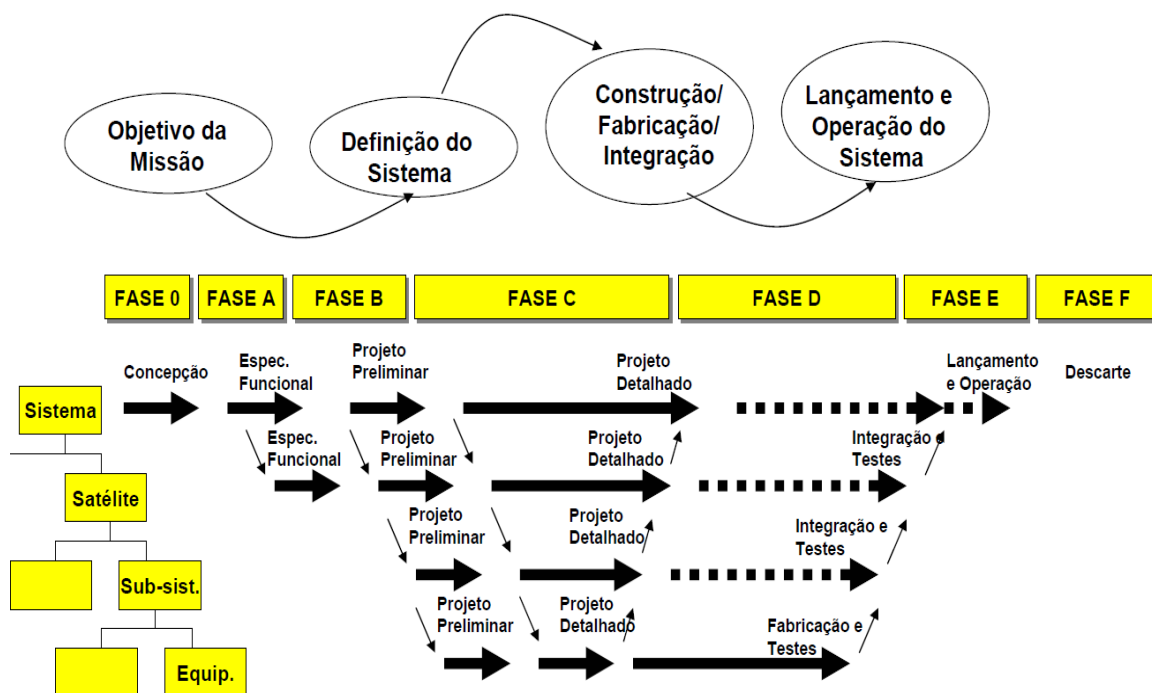 Objetivo da
Missão
Definição do
Sistema
Construção/
Fabricação/
Integração
Lançamento e
Operação do
Sistema
FASE 0
FASE A
FASE B
FASE C
FASE D
FASE E
FASE F
Concepção
Espec.
Funcional
Projeto
Preliminar
Projeto
Detalhado
Lançamento
e Operação
Descarte
Sistema
Espec.
Funcional
Projeto
Preliminar
Projeto
Detalhado
Integração e
Testes
Satélite
Projeto
Preliminar
Projeto
Detalhado
Integração e
Testes
Sub-sist.
Projeto
Preliminar
Projeto
Detalhado
Fabricação e
Testes
Equip.